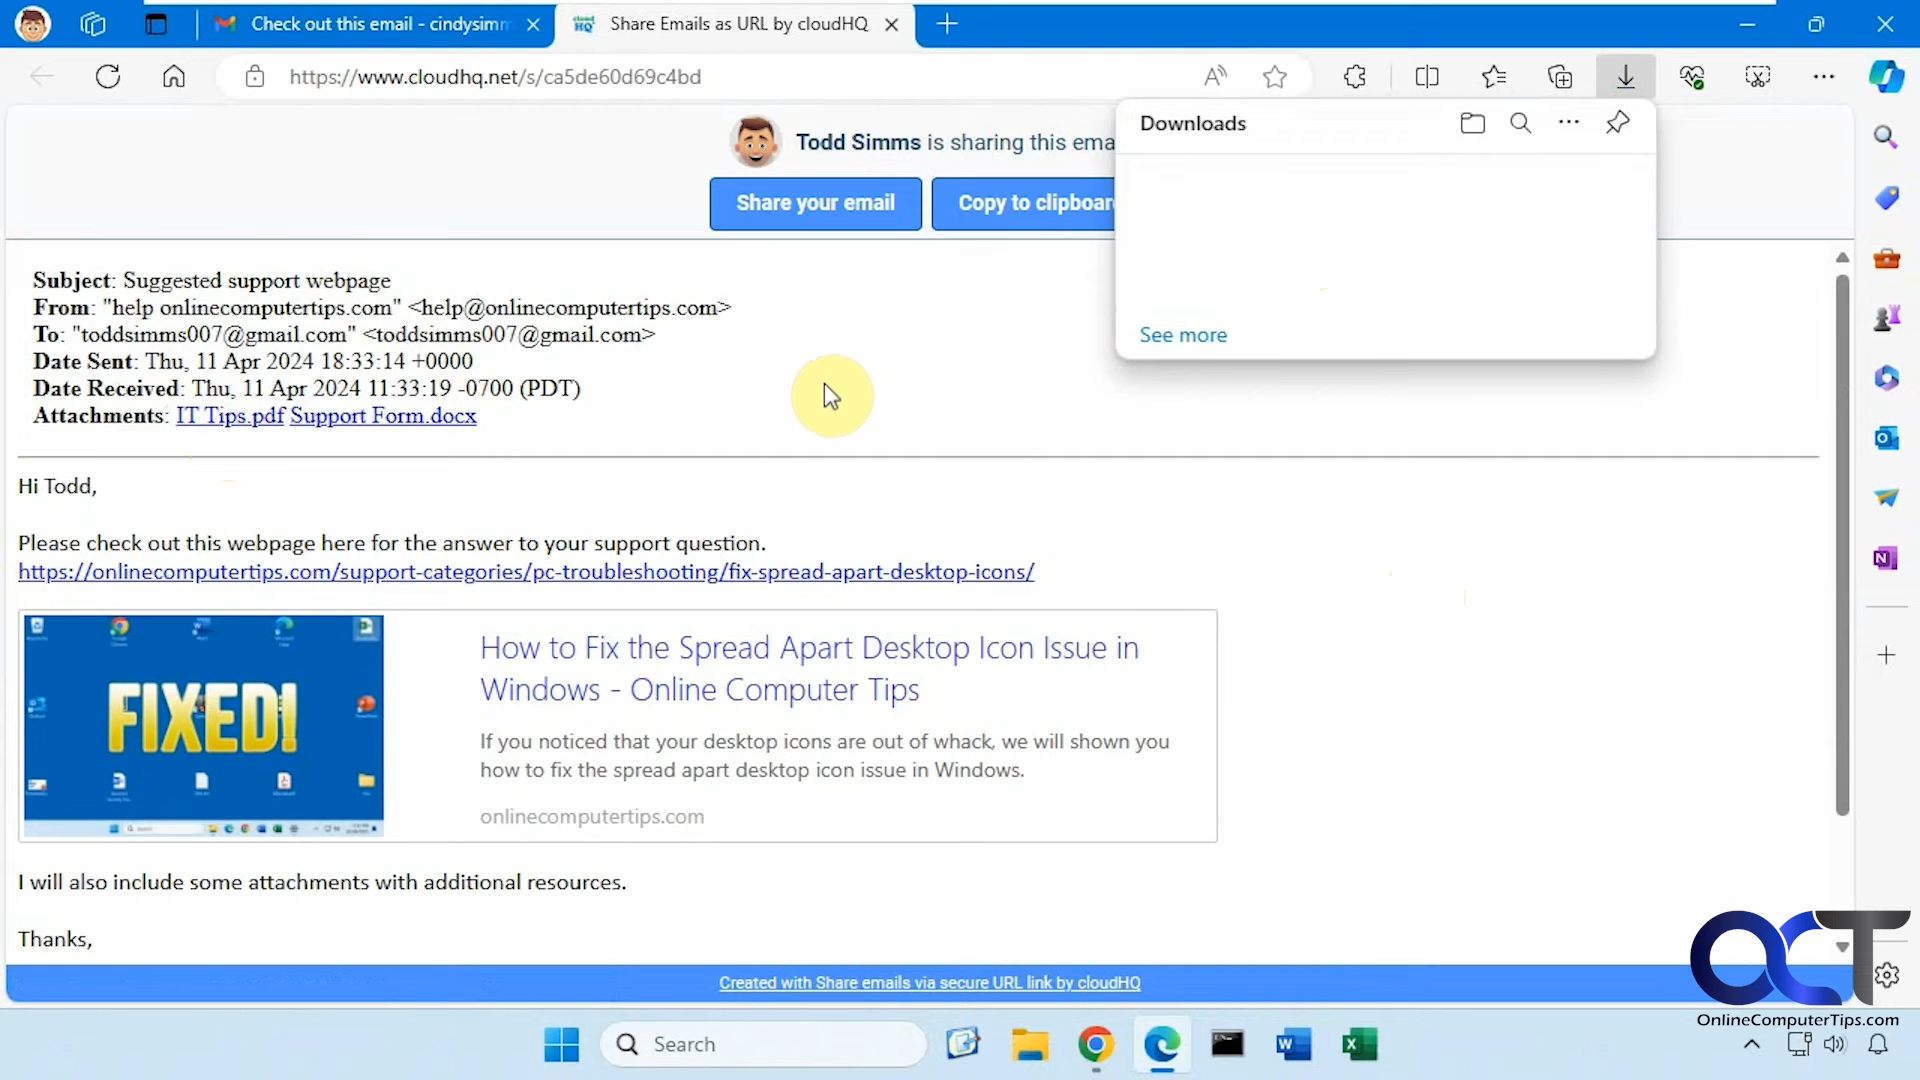 Check out this email - cindysimm
Share Emails as URL by cloudHQ
https://www.cloudhq.net/s/ca5de60d69c4bd
Downloads
See more
Todd Simms is sharing this ema
Share your email
Copy to clipboar
Subject: Suggested support webpage
From: "help onlinecomputertips.com" <help@onlinecomputertips.com>
To: "toddsimms007@gmail.com" <toddsimms007@gmail.com>
Date Sent: Thu, 11 Apr 2024 18:33:14 +0000
Date Received: Thu, 11 Apr 2024 11:33:19 -0700 (PDT)
Attachments: IT Tips.pdf Support Form.docx
Hi Todd,
Please check out this webpage here for the answer to your support question.
https://onlinecomputertips.com/support-categories/pc-troubleshooting/fix-spread-apart-desktop-icons/
FIXED!
How to Fix the Spread Apart Desktop Icon Issue in
Windows - Online Computer Tips
If you noticed that your desktop icons are out of whack, we will shown you
how to fix the spread apart desktop icon issue in Windows.
onlinecomputertips.com
I will also include some attachments with additional resources.
Thanks,
Created with Share emails via secure URL link by cloudHQ
OCT
OnlineComputerTips.com
Search